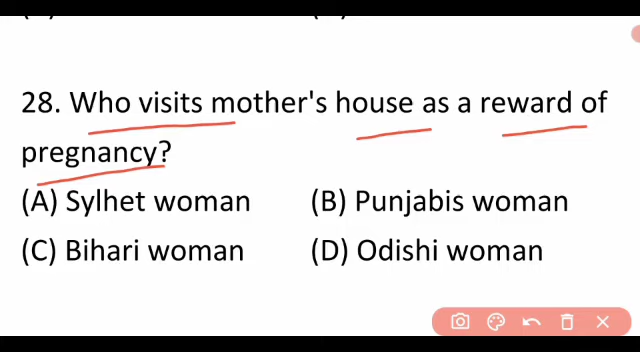 28. Who visits mother's house as a reward of
pregnancy?
(A) Sylhet woman (B) Punjabis woman
(C) Bihari woman (D) Odishi woman